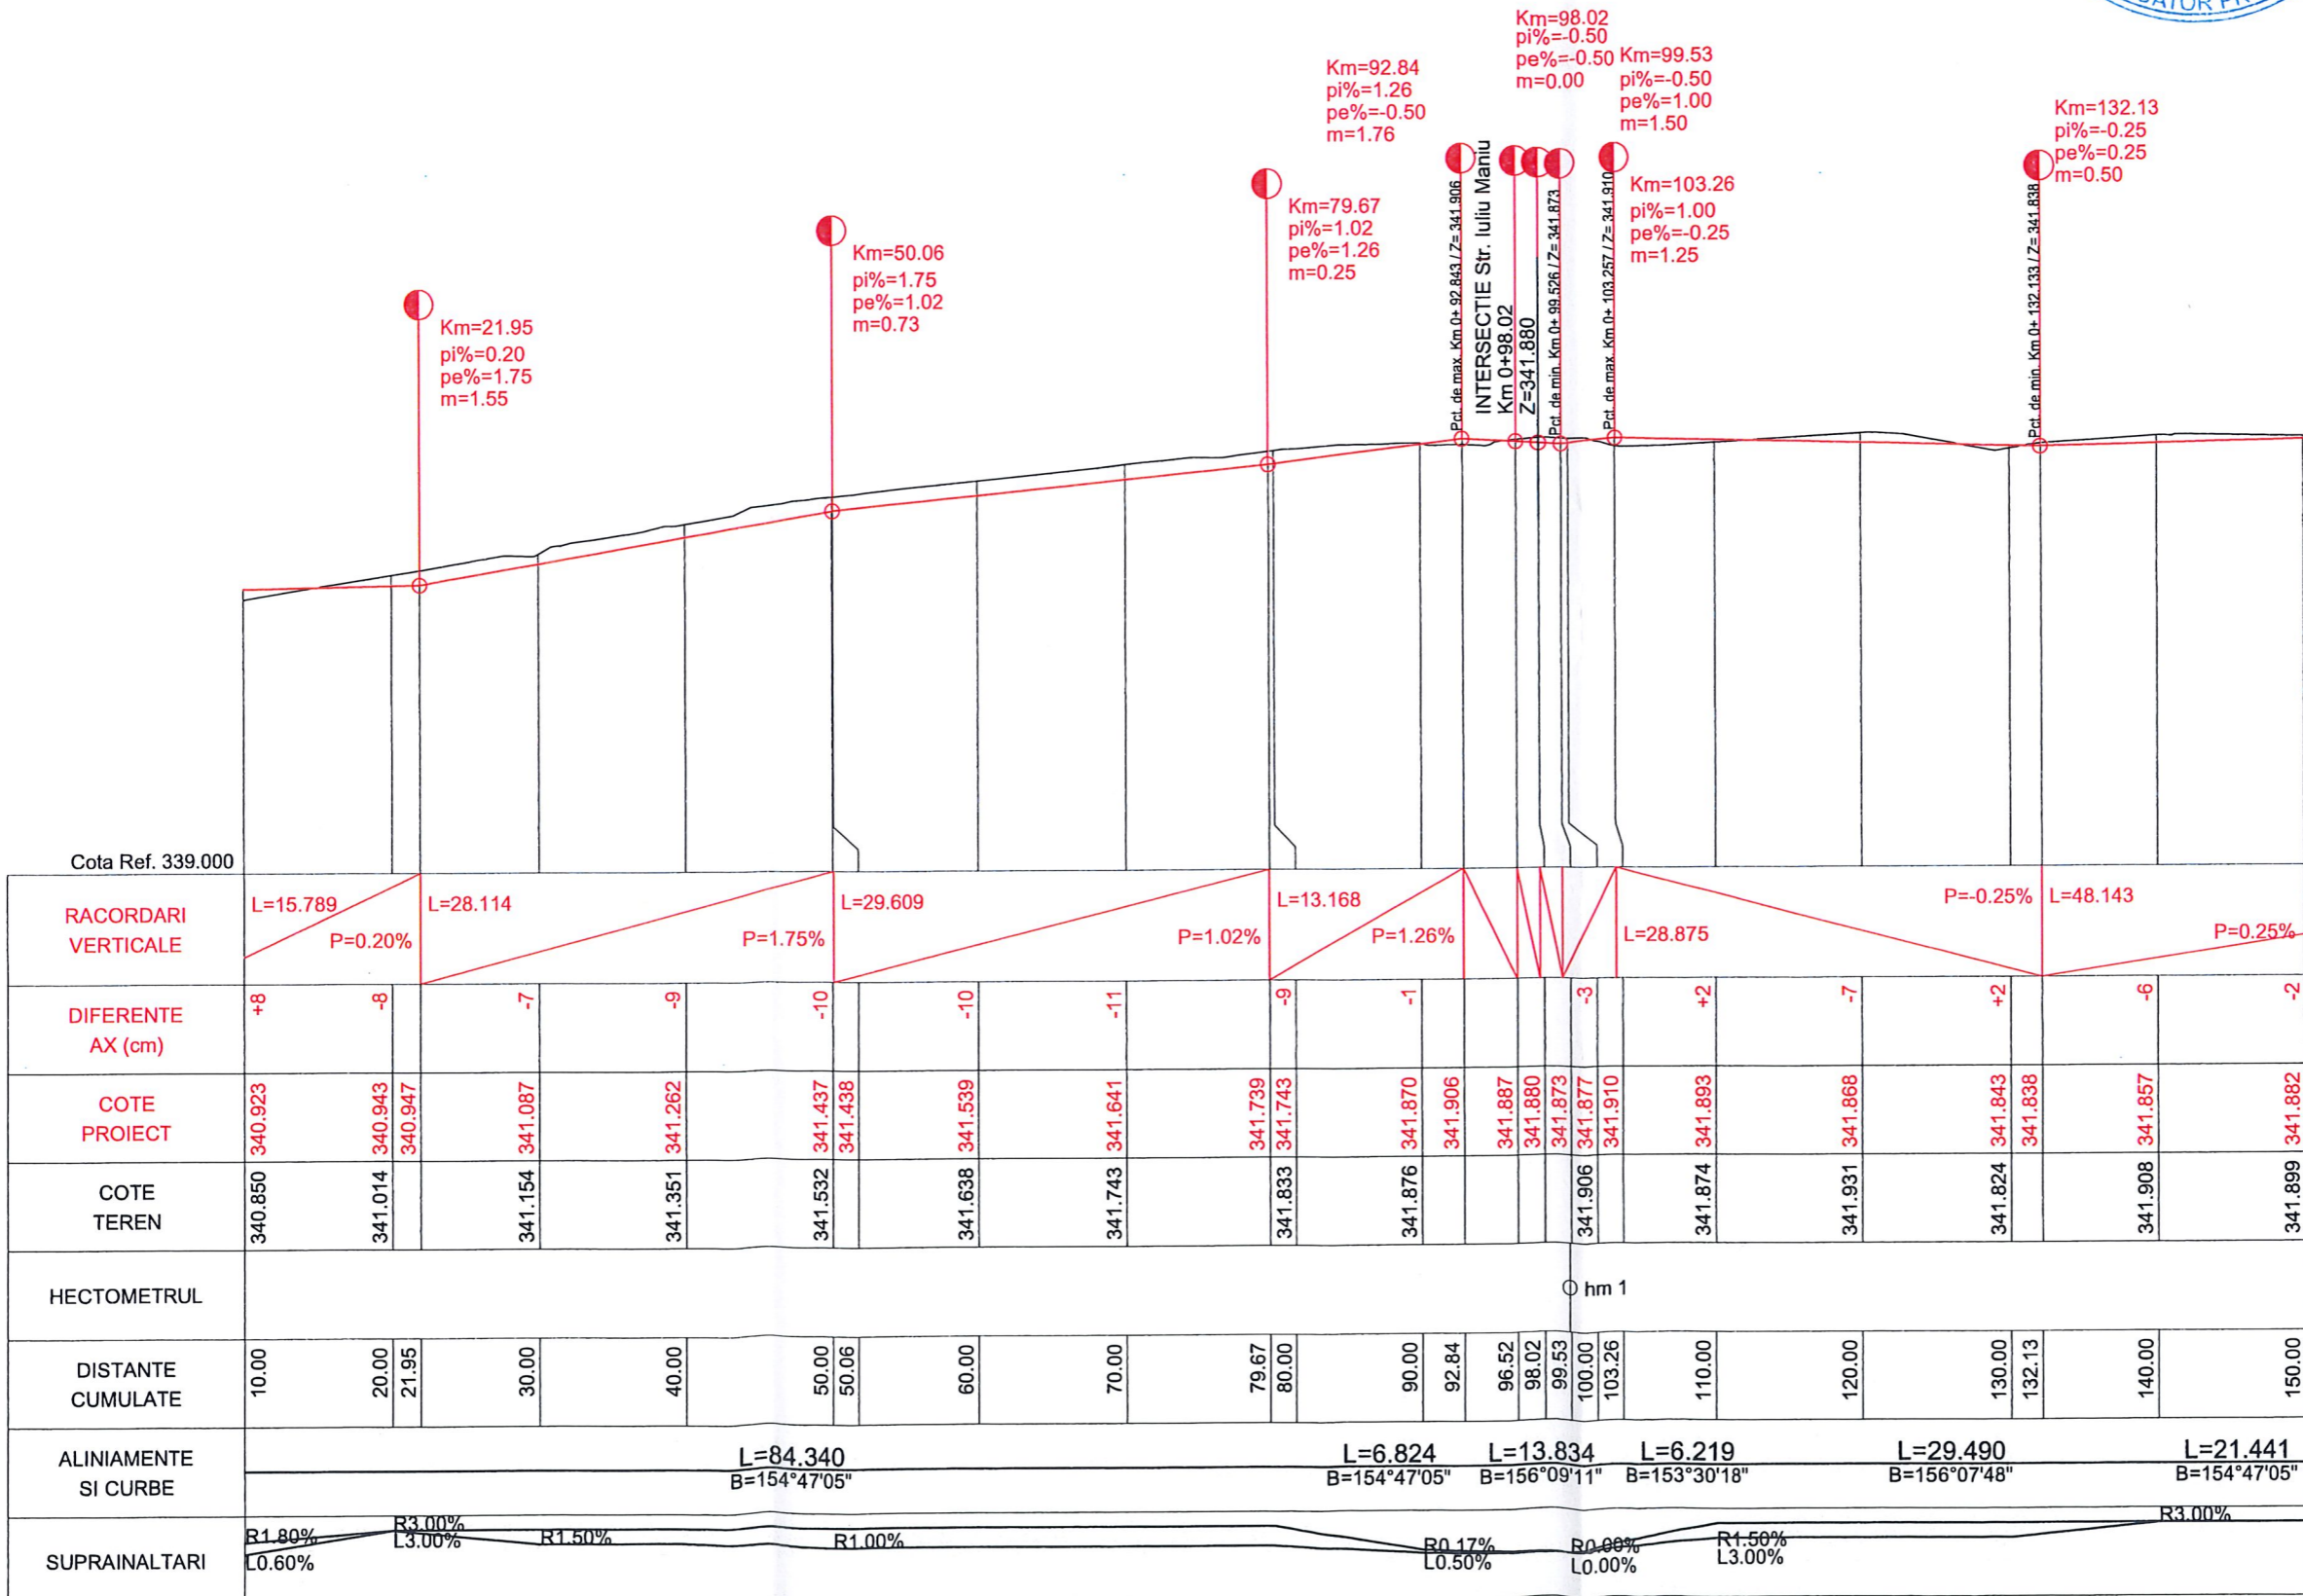 Km=98.02
pi%=-0.50
pe%=-0.50
m=0.00
Km=99.53
pi%=-0.50
pe%=1.00
m=1.50
Km=92.84
pi%=1.26
pe%=-0.50
m=1.76
Km=132.13
pi%=-0.25
pe%=0.25
m=0.50
Km=79.67
pi%=1.02
pe%=1.26
m=0.25
Km=103.26
pi%=1.00
pe%=-0.25
m=1.25
Km=50.06
pi%=1.75
pe%=1.02
m=0.73
Km=21.95
pi%=0.20
pe%=1.75
m=1.55
Pct. de max. Km 0+ 92.843 / Z= 341.906
INTERSECTIE Str. Iuliu Maniu
Km 0+98.02
Z=341.880
Pct. de min. Km 0+ 99.526 / Z= 341.873
Pct. de max. Km 0+ 103.257 / Z= 341.910
Pct. de min. Km 0+ 132.133 / Z= 341.838
Cota Ref. 339.000
RACORDARI
VERTICALE
L=15.789
P=0.20%
L=28.114
P=1.75%
L=29.609
P=1.02%
L=13.168
P=1.26%
L=28.875
P=-0.25%
L=48.143
P=0.25%
DIFERENTE
AX (cm)
+8 -8 -7 -9 -10 -10 -11 -9 -1 -3 +2 -7 +2 -6 -2
COTE
PROIECT
340.923 340.943 340.947 341.087 341.262 341.437 341.438 341.539 341.641 341.739 341.743 341.870 341.906 341.887 341.880 341.873 341.877 341.910 341.893 341.868 341.843 341.838 341.857 341.882
COTE
TEREN
340.850 341.014 341.154 341.351 341.532 341.638 341.743 341.833 341.876 341.906 341.874 341.931 341.824 341.908 341.899
HECTOMETRUL
hm 1
DISTANTE
CUMULATE
10.00 20.00 21.95 30.00 40.00 50.00 50.06 60.00 70.00 79.67 80.00 90.00 92.84 96.52 98.02 99.53 100.00 103.26 110.00 120.00 130.00 132.13 140.00 150.00
ALINIAMENTE
SI CURBE
L=84.340
B=154°47'05"
L=6.824
B=154°47'05"
L=13.834
B=156°09'11"
L=6.219
B=153°30'18"
L=29.490
B=156°07'48"
L=21.441
B=154°47'05"
SUPRAINALTARI
R1.80%
L0.60%
R3.00%
L3.00%
R1.50%
R1.00%
R0.17%
L0.50%
R0.00%
L0.00%
R1.50%
L3.00%
R3.00%